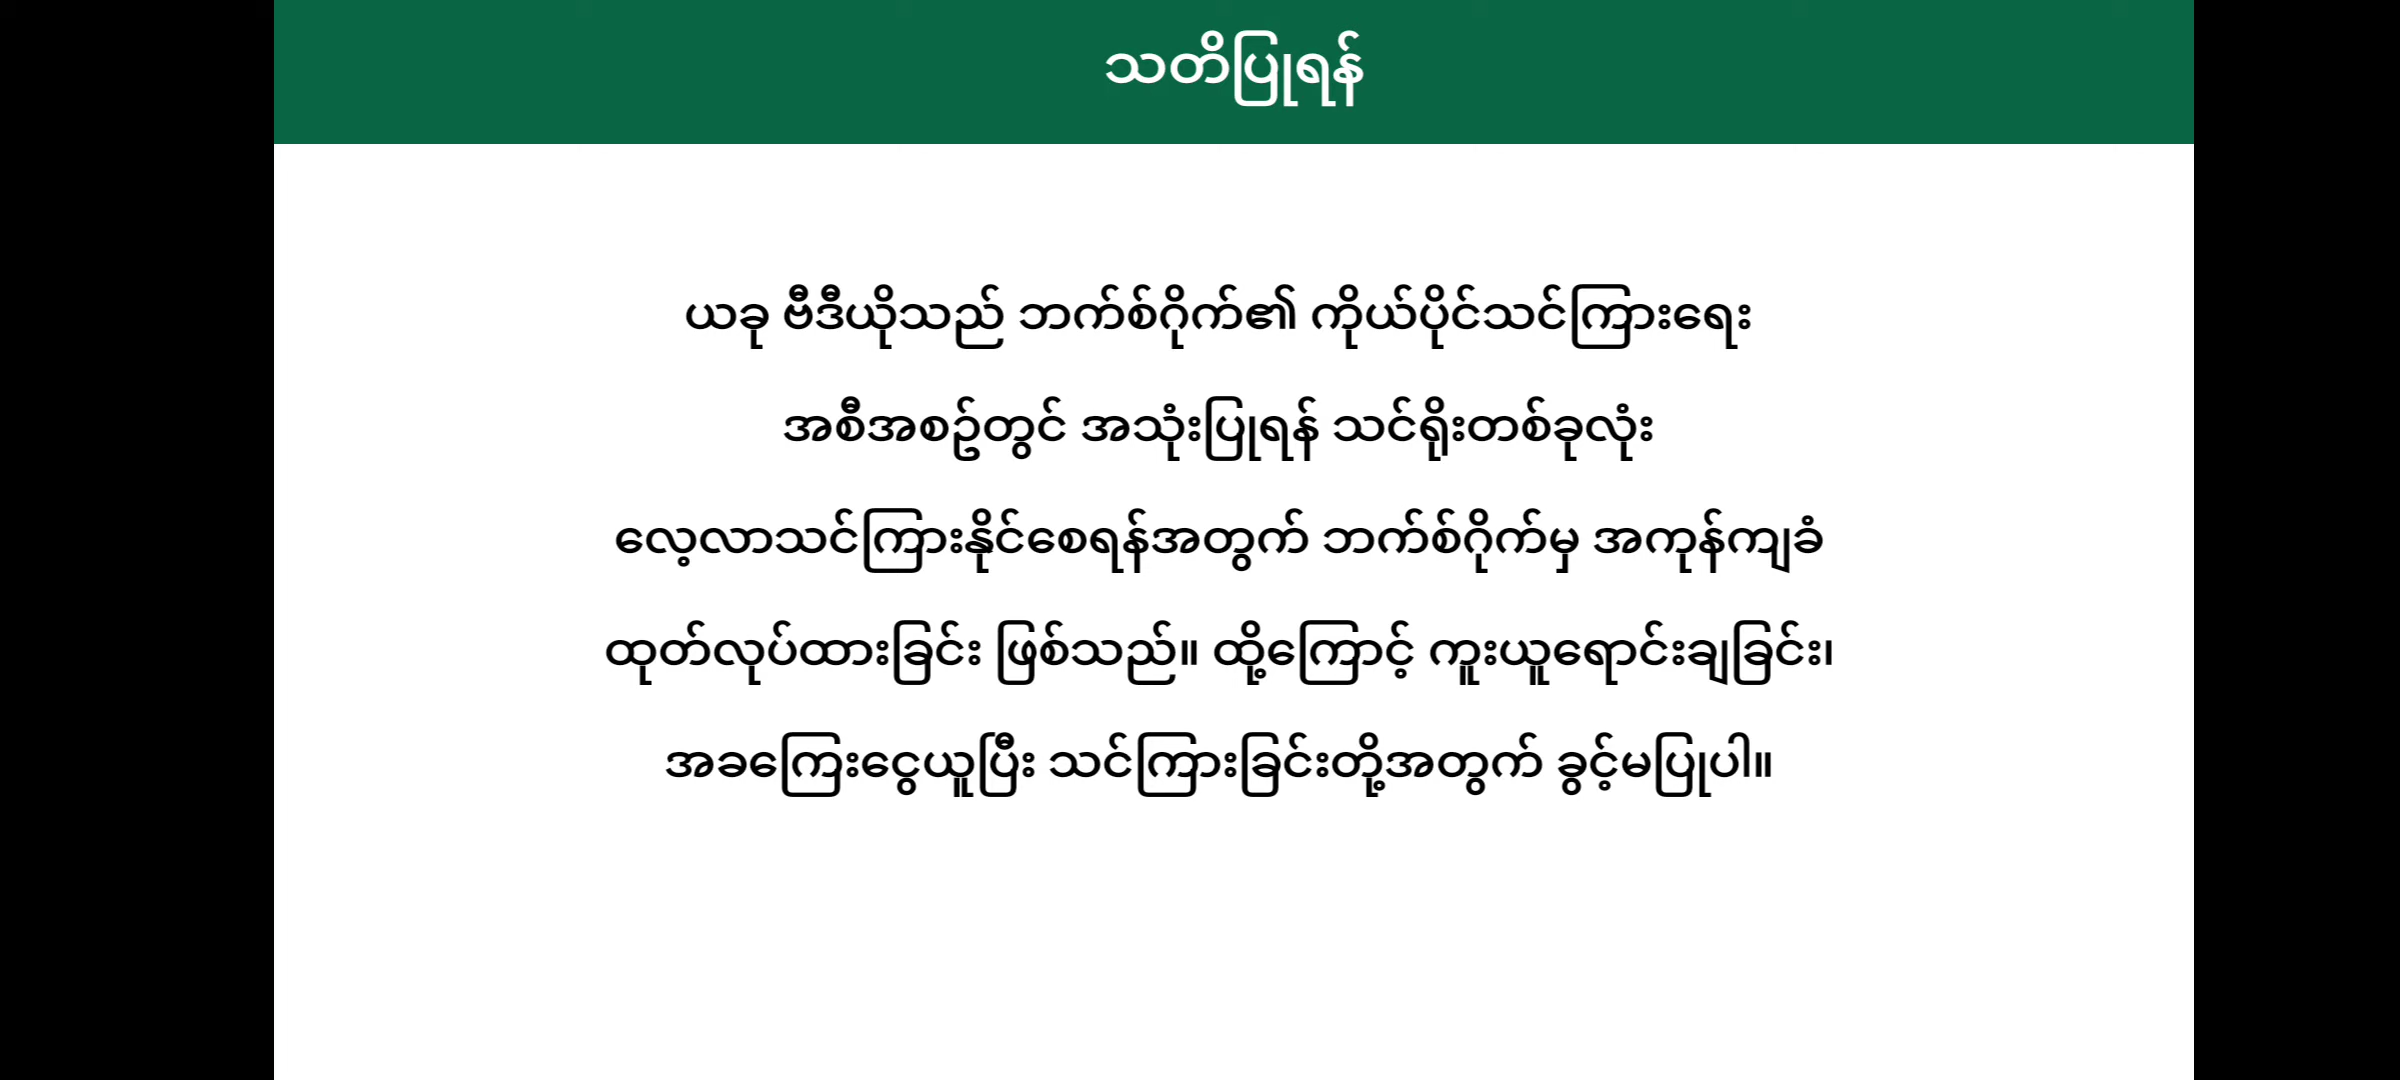 သတိပြုရန်
ယခု ဗီဒီယိုသည် ဘက်စ်ဂိုက်၏ ကိုယ်ပိုင်သင်ကြားရေး
အစီအစဥ်တွင် အသုံးပြုရန် သင်ရိုးတစ်ခုလုံး
လေ့လာသင်ကြားနိုင်စေရန်အတွက် ဘက်စ်ဂိုက်မှ အကုန်ကျခံ
ထုတ်လုပ်ထားခြင်း ဖြစ်သည်။ ထို့ကြောင့် ကူးယူရောင်းချခြင်း၊
အခကြေးငွေယူပြီး သင်ကြားခြင်းတို့အတွက် ခွင့်မပြုပါ။